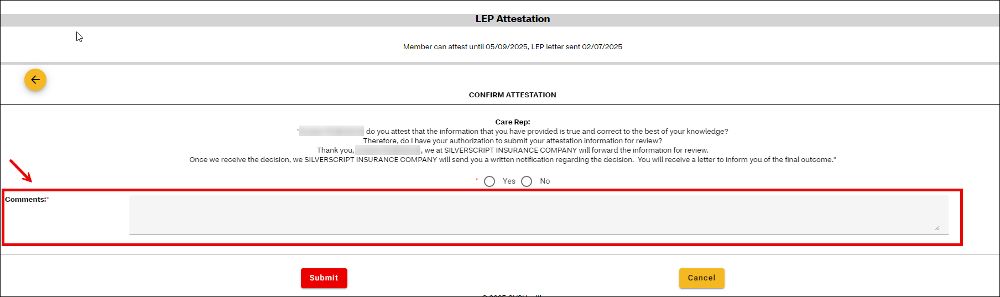 LEP Attestation
Member can attest until 05/09/2025, LEP letter sent 02/07/2025
CONFIRM ATTESTATION
Care Rep:
" do you attest that the information that you have provided is true and correct to the best of your knowledge?
Therefore, do I have your authorization to submit your attestation information for review?
Thank you, , we at SILVERSCRIPT INSURANCE COMPANY will forward the information for review.
Once we receive the decision, we SILVERSCRIPT INSURANCE COMPANY will send you a written notification regarding the decision.  You will receive a letter to inform you of the final outcome."
* Yes No
Comments:*
Submit Cancel